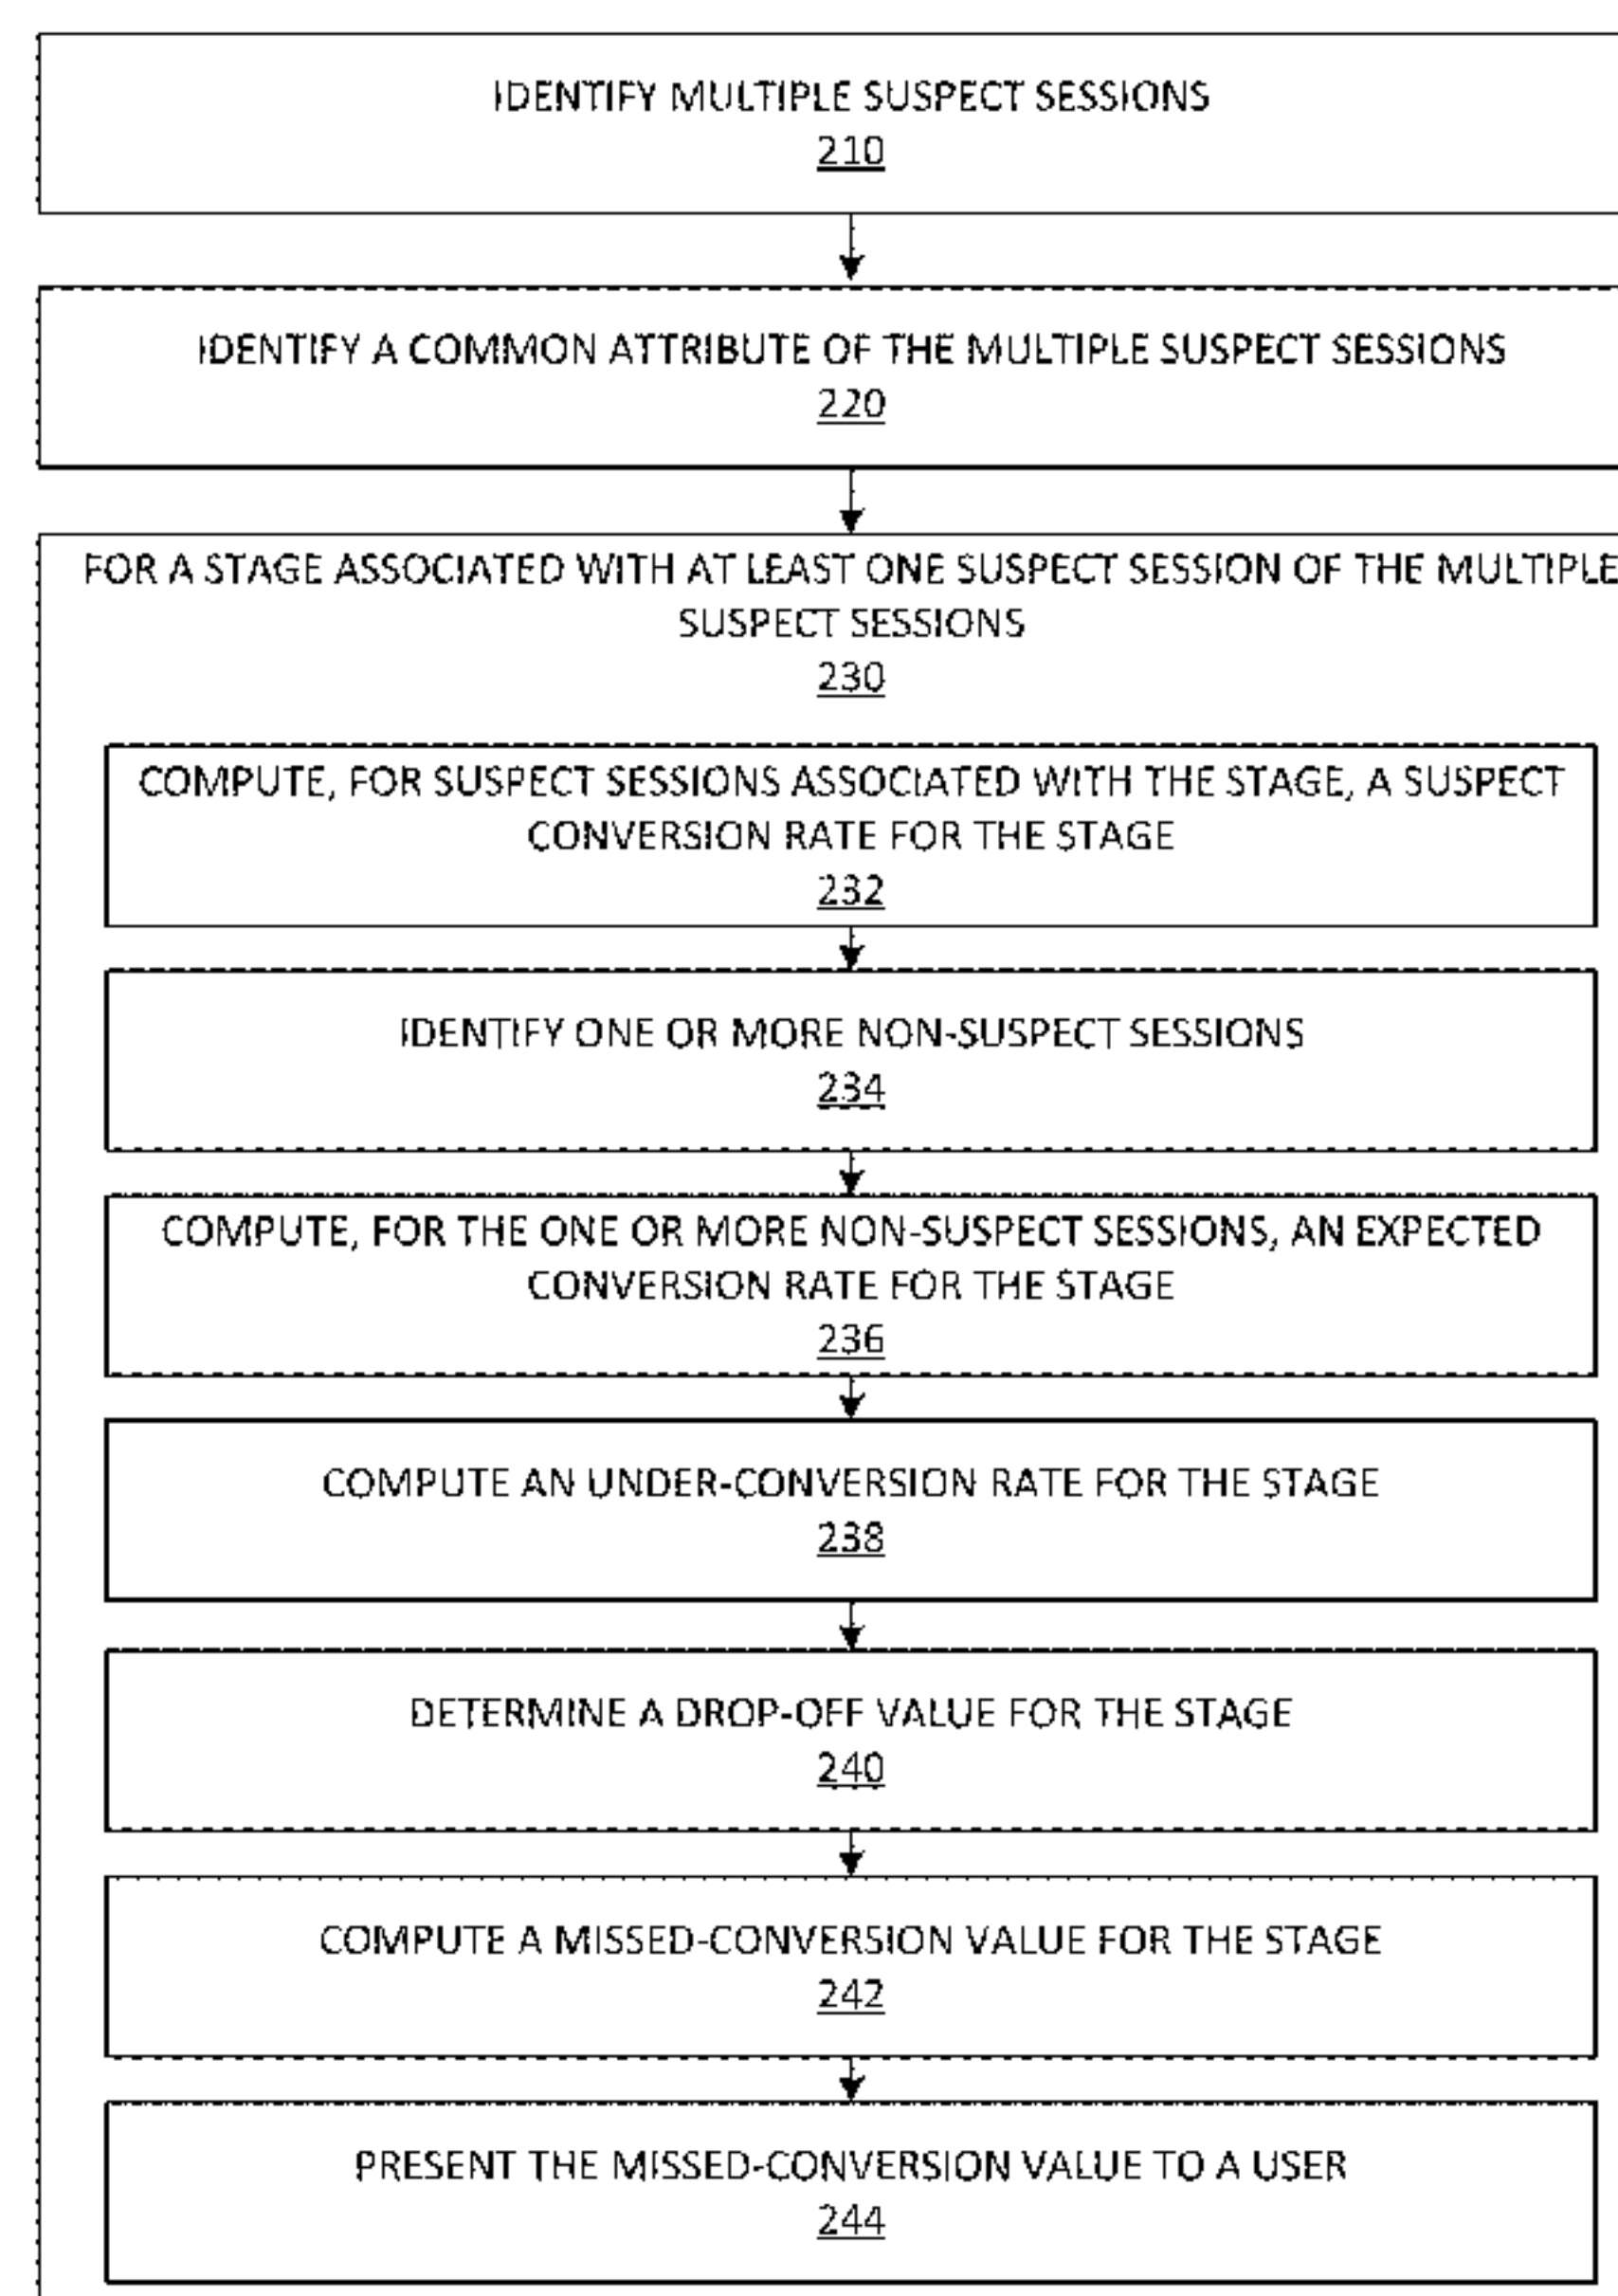 IDENTIFY MULTIPLE SUSPECT SESSIONS
210
IDENTIFY A COMMON ATTRIBUTE OF THE MULTIPLE SUSPECT SESSIONS
220
FOR A STAGE ASSOCIATED WITH AT LEAST ONE SUSPECT SESSION OF THE MULTIPLE
SUSPECT SESSIONS
230
COMPUTE, FOR SUSPECT SESSIONS ASSOCIATED WITH THE STAGE, A SUSPECT
CONVERSION RATE FOR THE STAGE
232
IDENTIFY ONE OR MORE NON-SUSPECT SESSIONS
234
COMPUTE, FOR THE ONE OR MORE NON-SUSPECT SESSIONS, AN EXPECTED
CONVERSION RATE FOR THE STAGE
236
COMPUTE AN UNDER-CONVERSION RATE FOR THE STAGE
238
DETERMINE A DROP-OFF VALUE FOR THE STAGE
240
COMPUTE A MISSED-CONVERSION VALUE FOR THE STAGE
242
PRESENT THE MISSED-CONVERSION VALUE TO A USER
244